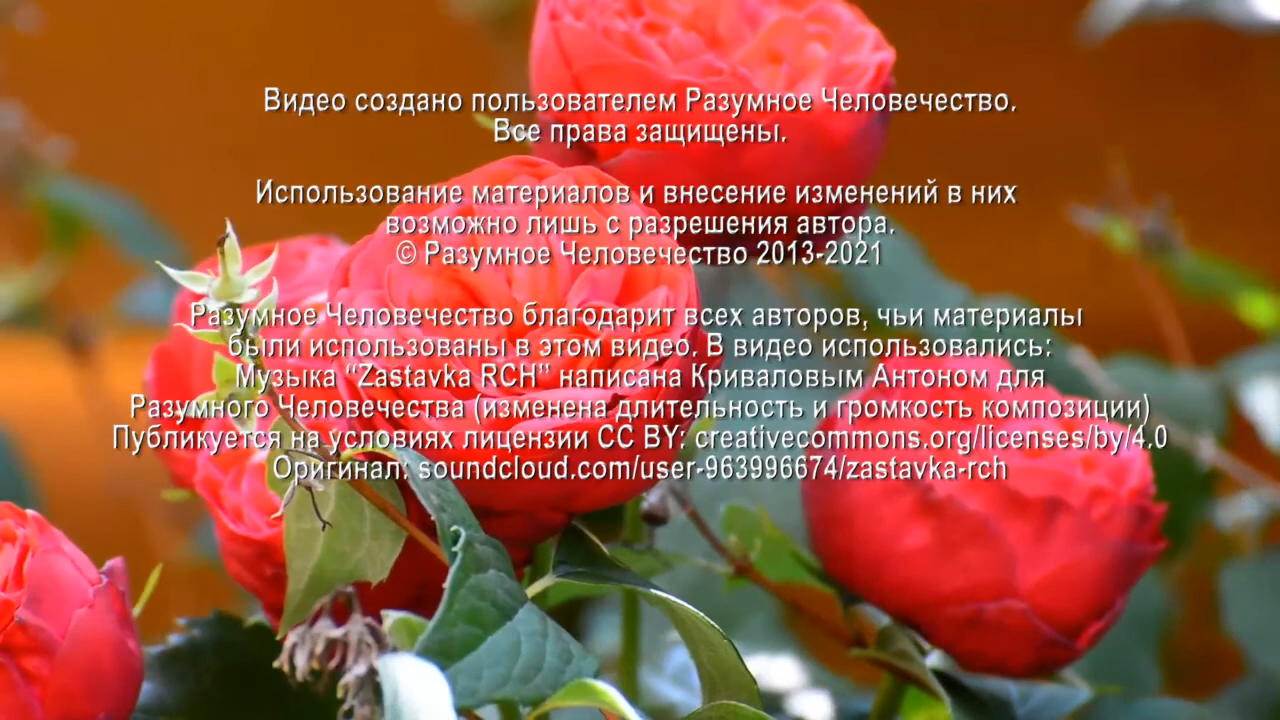 Видео создано пользователем Разумное Человечество.
Все права защищены.
Использование материалов и внесение изменений в них
возможно лишь с разрешения автора.
© Разумное Человечество 2013-2021
Разумное Человечество благодарит всех авторов, чьи материалы
были использованы в этом видео. В видео использовались:
Музыка “Zastavka RCH” написана Криваловым Антоном для
Разумного Человечества (изменена длительность и громкость композиции)
Публикуется на условиях лицензии CC BY: creativecommons.org/licenses/by/4.0
Оригинал: soundcloud.com/user-963996674/zastavka-rch